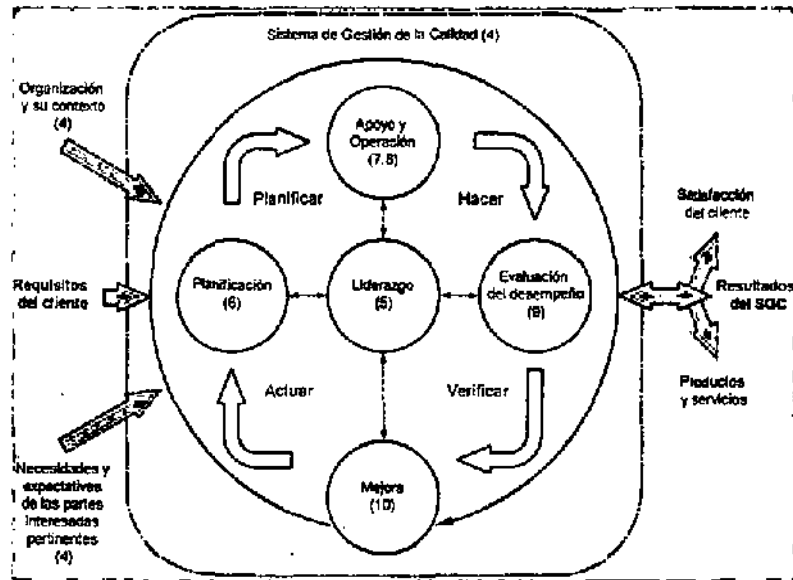 Sistema de Gestión de la Calidad (4)
Organización
y su contexto
(4)
Apoyo y
Operación
(7,8)
Planificar
Hacer
Satisfacción
del cliente
Requisitos
del cliente
Planificación
(6)
Liderazgo
(5)
Evaluación
del desempeño
(9)
Resultados
del SGC
Actuar
Verificar
Productos
y servicios
Necesidades y
expectativas
de las partes
interesadas
pertinentes
(4)
Mejora
(10)